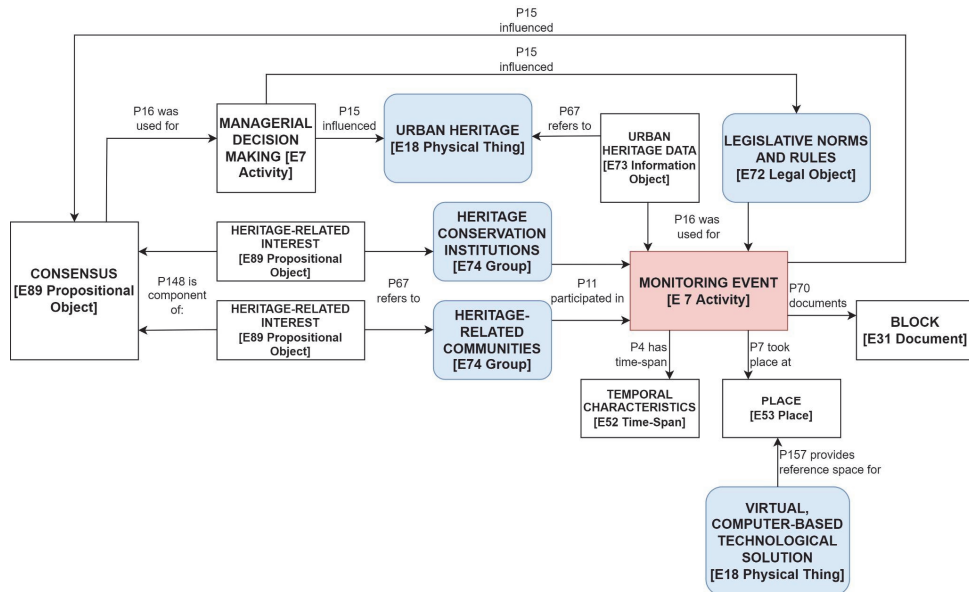 P15
influenced
P15
influenced
P16 was
used for
MANAGERIAL
DECISION
MAKING [E7
Activity]
P15
influenced
URBAN HERITAGE
[E18 Physical Thing]
P67
refers to
URBAN
HERITAGE DATA
[E73 Information
Object]
LEGISLATIVE NORMS
AND RULES
[E72 Legal Object]
P16 was
used for
CONSENSUS
[E89 Propositional
Object]
P148 is
component
of:
HERITAGE-RELATED
INTEREST
[E89 Propositional
Object]
HERITAGE-RELATED
INTEREST
[E89 Propositional
Object]
P67
refers to
HERITAGE
CONSERVATION
INSTITUTIONS
[E74 Group]
HERITAGE-
RELATED
COMMUNITIES
[E74 Group]
P11
participated in
MONITORING EVENT
[E 7 Activity]
P70
documents
BLOCK
[E31 Document]
P4 has
time-span
P7 took
place at
TEMPORAL
CHARACTERISTICS
[E52 Time-Span]
PLACE
[E53 Place]
P157 provides
reference space for
VIRTUAL,
COMPUTER-BASED
TECHNOLOGICAL
SOLUTION
[E18 Physical Thing]